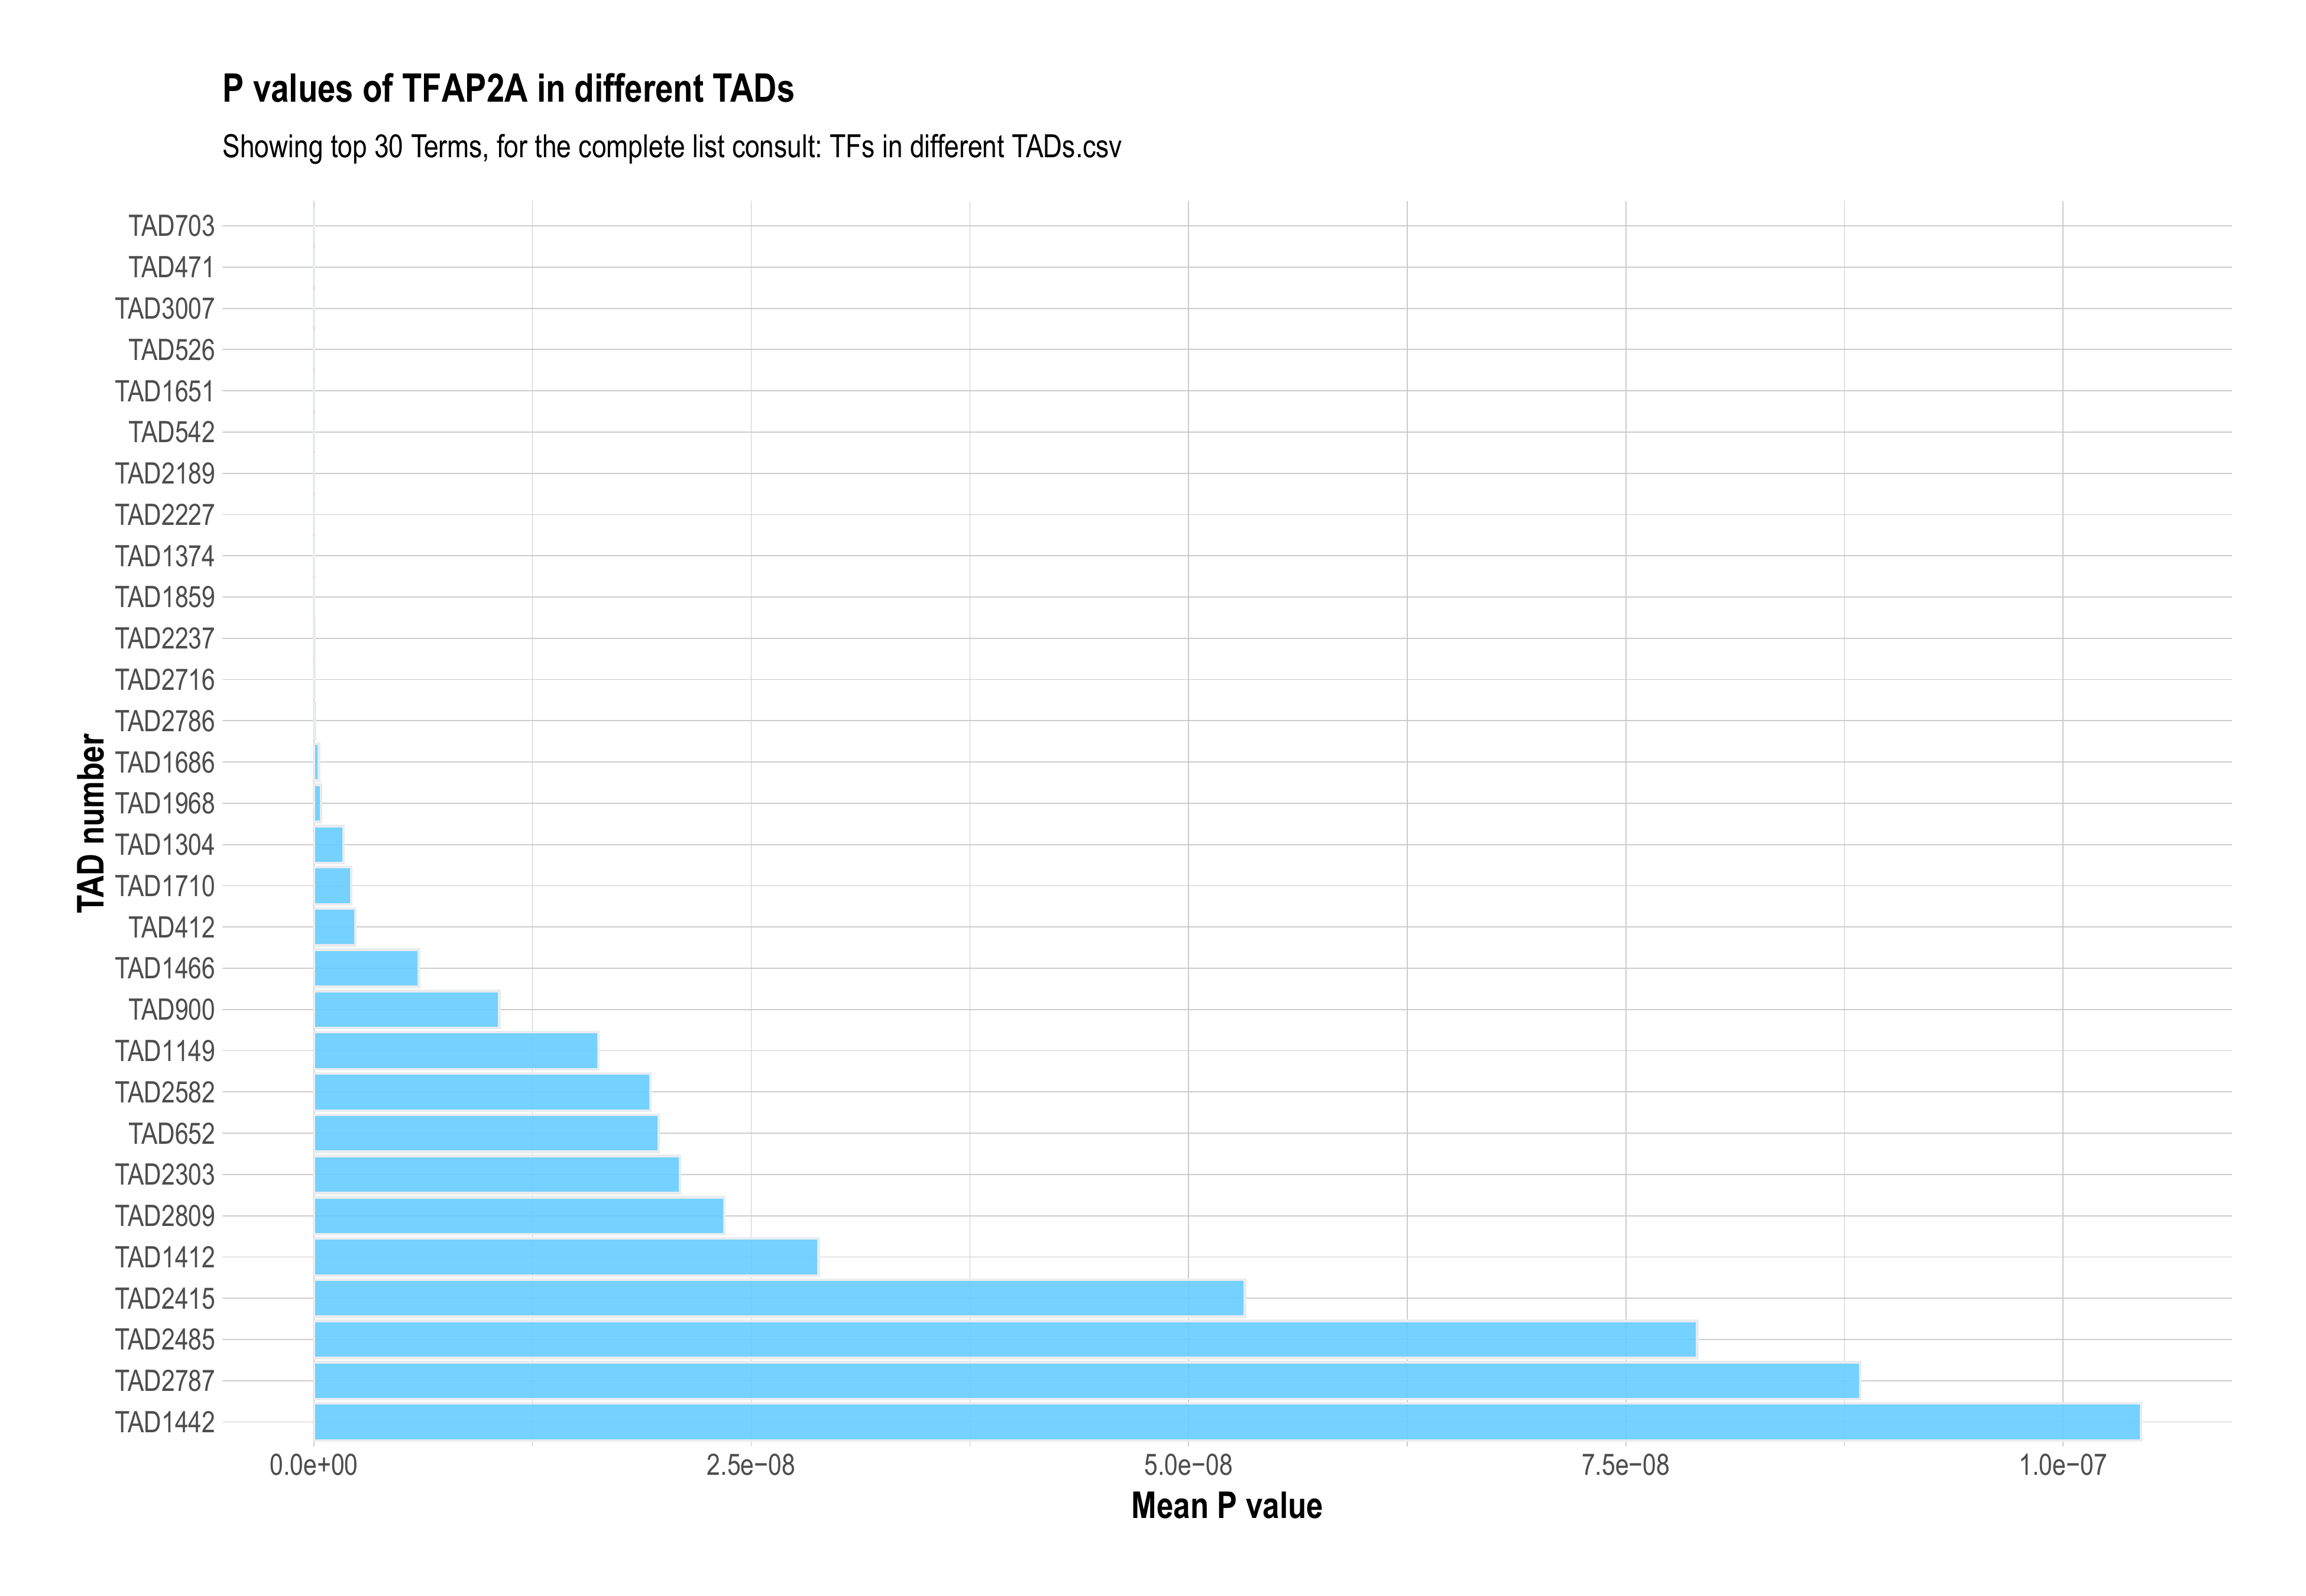 P values of TFAP2A in different TADs
Showing top 30 Terms, for the complete list consult: TFs in different TADs.csv
TAD703
TAD471
TAD3007
TAD526
TAD1651
TAD542
TAD2189
TAD2227
TAD1374
TAD1859
TAD2237
TAD2716
TAD2786
TAD1686
TAD1968
TAD1304
TAD1710
TAD412
TAD1466
TAD900
TAD1149
TAD2582
TAD652
TAD2303
TAD2809
TAD1412
TAD2415
TAD2485
TAD2787
TAD1442
TAD number
0.0e+00 2.5e−08 5.0e−08 7.5e−08 1.0e−07
Mean P value